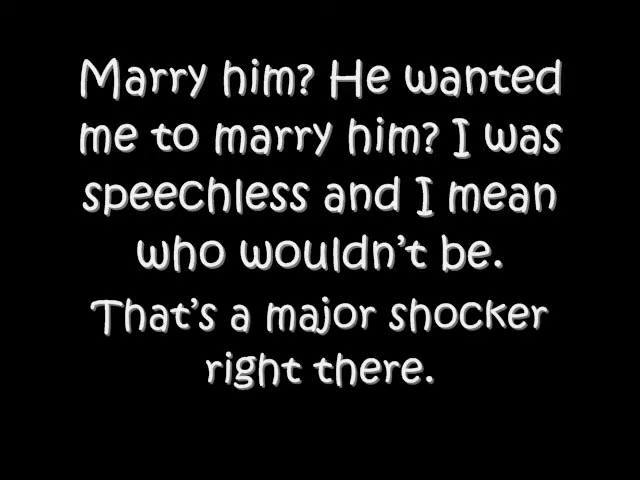 Marry him? He wanted
me to marry him? I was
speechless and I mean
who wouldn't be.
That's a major shocker
right there.